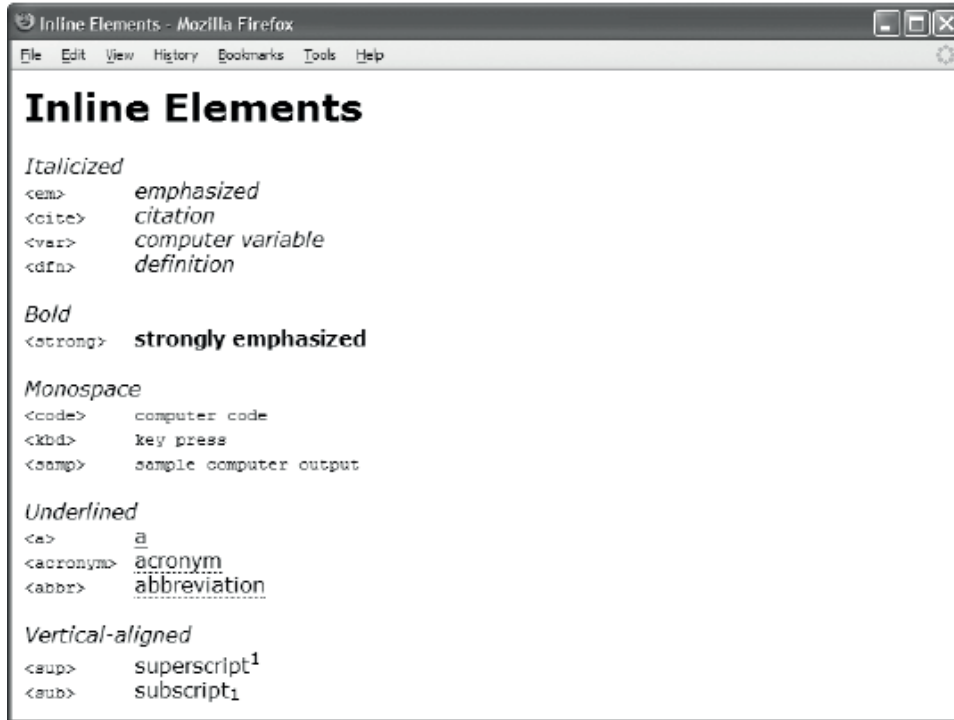 Inline Elements - Mozilla Firefox
File Edit View History Bookmarks Tools Help
Inline Elements
Italicized
<em> emphasized
<cite> citation
<var> computer variable
<dfn> definition
Bold
<strong> strongly emphasized
Monospace
<code> computer code
<kbd> key press
<samp> sample computer output
Underlined
<a> a
<acronym> acronym
<abbr> abbreviation
Vertical-aligned
<sup> superscript1
<sub> subscript1